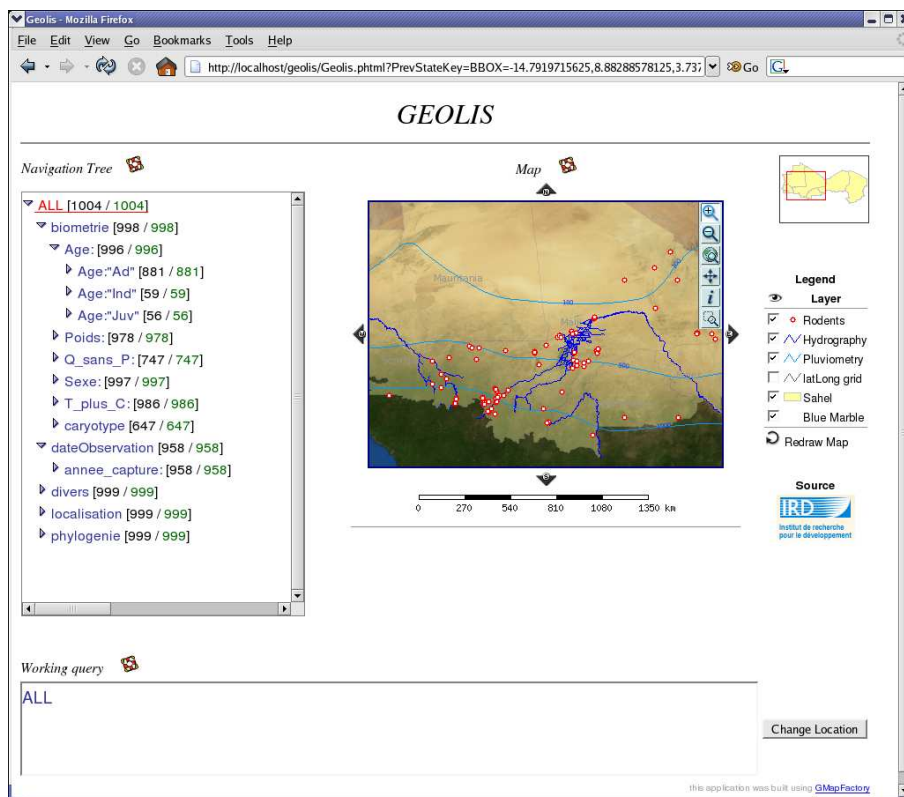 Geolis - Mozilla Firefox
File Edit View Go Bookmarks Tools Help
http://localhost/geolis/Geolis.phtml?PrevStateKey=BBOX=-14.7919715625,8.88288578125,3.737
Go
GEOLIS
Navigation Tree
ALL [1004 / 1004]
biometrie [998 / 998]
Age: [996 / 996]
Age:"Ad" [881 / 881]
Age:"Ind" [59 / 59]
Age:"Juv" [56 / 56]
Poids: [978 / 978]
Q_sans_P: [747 / 747]
Sexe: [997 / 997]
T_plus_C: [986 / 986]
caryotype [647 / 647]
dateObservation [958 / 958]
annee_capture: [958 / 958]
divers [999 / 999]
localisation [999 / 999]
phylogenie [999 / 999]
Map
Mauritania
100
0 270 540 810 1080 1350 km
Legend
Layer
Rodents
Hydrography
Pluviometry
latLong grid
Sahel
Blue Marble
Redraw Map
Source
IRD
Institut de recherche
pour le développement
Working query
ALL
Change Location
this application was built using GMapFactory